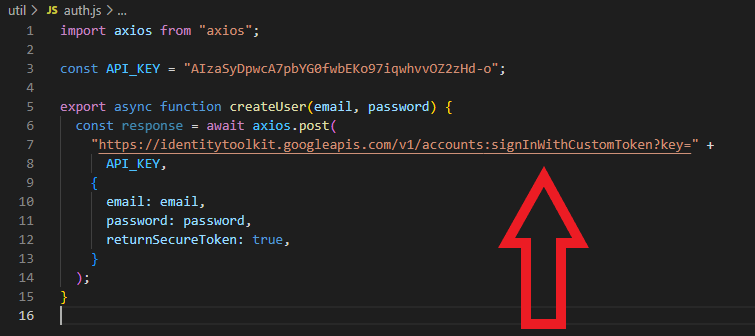 util > JS auth.js > ...
1 import axios from "axios";
2
3 const API_KEY = "AIzaSyDpwcA7pbYG0fwbEKo97iqwhvvOZ2zHd-o";
4
5 export async function createUser(email, password) {
6 const response = await axios.post(
7 "https://identitytoolkit.googleapis.com/v1/accounts:signInWithCustomToken?key=" +
8 API_KEY,
9 {
10 email: email,
11 password: password,
12 returnSecureToken: true,
13 }
14 );
15 }
16